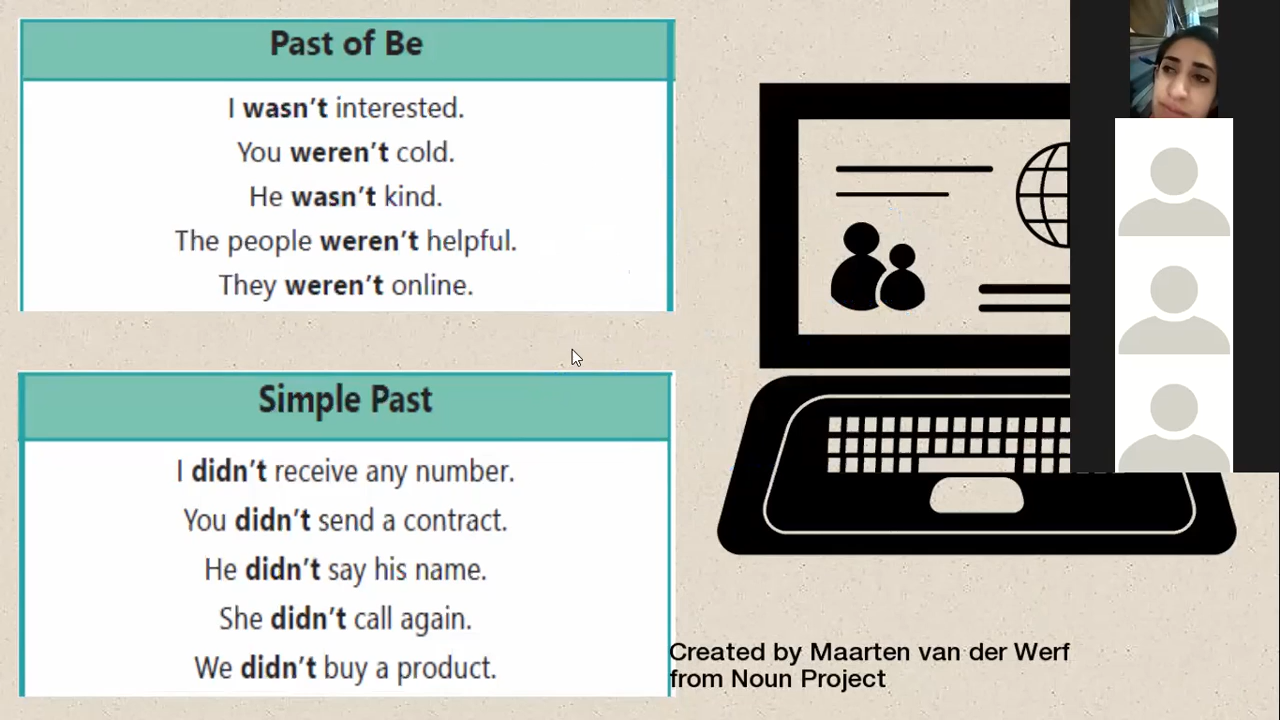 Past of Be
I wasn't interested.
You weren't cold.
He wasn't kind.
The people weren't helpful.
They weren't online.
Simple Past
I didn't receive any number.
You didn't send a contract.
He didn't say his name.
She didn't call again.
We didn't buy a product.
Created by Maarten van der Werf
from Noun Project